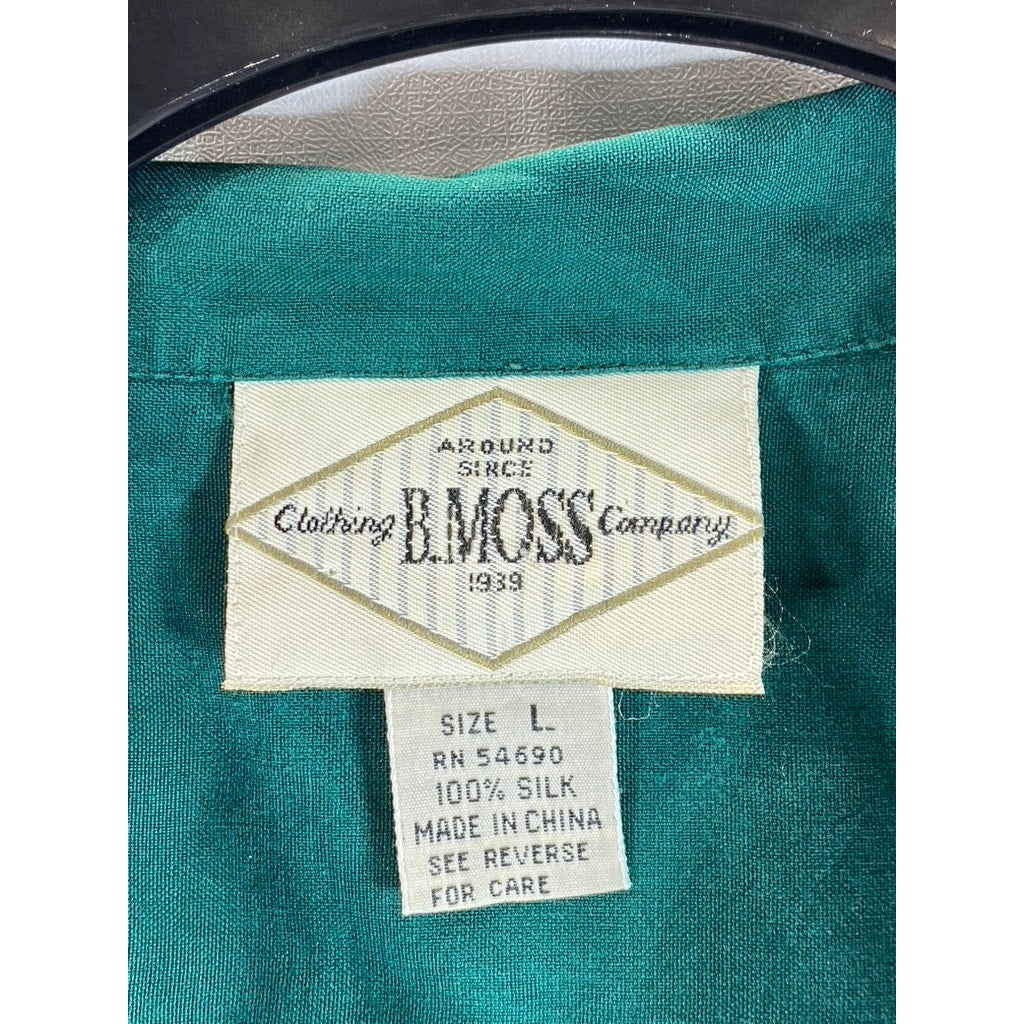 AROUND
SINCE
Clothing B.MOSS Company
1939
SIZE L
RN 54690
100% SILK
MADE IN CHINA
SEE REVERSE
FOR CARE